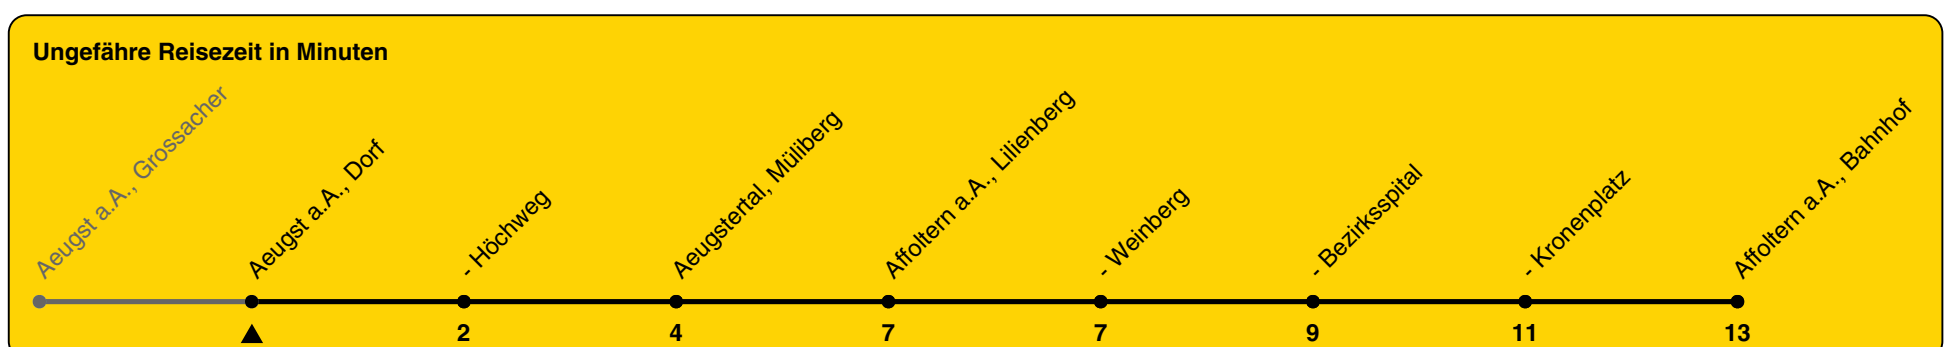 Ungefähre Reisezeit in Minuten
Aeugst a.A., Grossacher
Aeugst a.A., Dorf
- Höchweg
Aeugstertal, Müliberg
Affoltern a.A., Lilienberg
- Weinberg
- Bezirksspital
- Kronenplatz
Affoltern a.A., Bahnhof
2 4 7 7 9 11 13